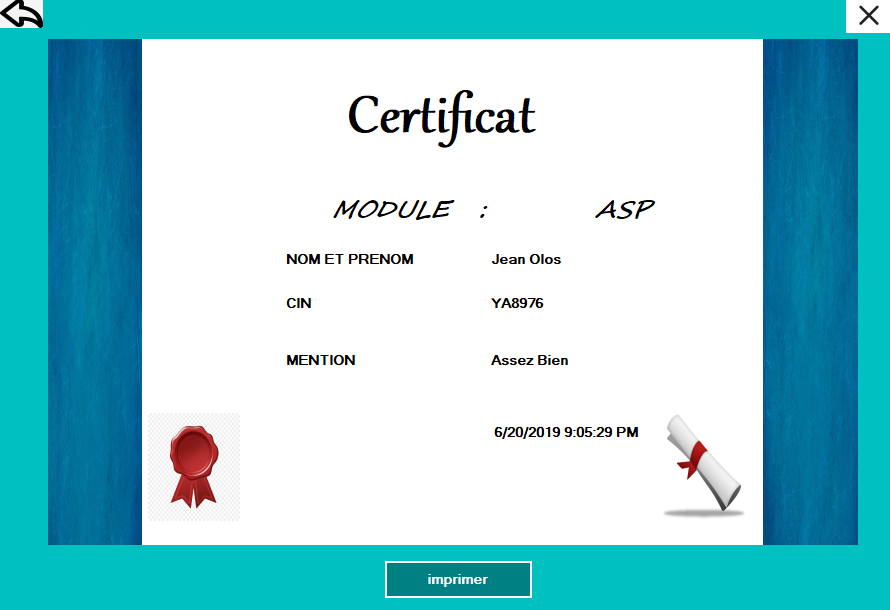 Certificat
MODULE : ASP
NOM ET PRENOM Jean Olos
CIN YA8976
MENTION Assez Bien
6/20/2019 9:05:29 PM
imprimer